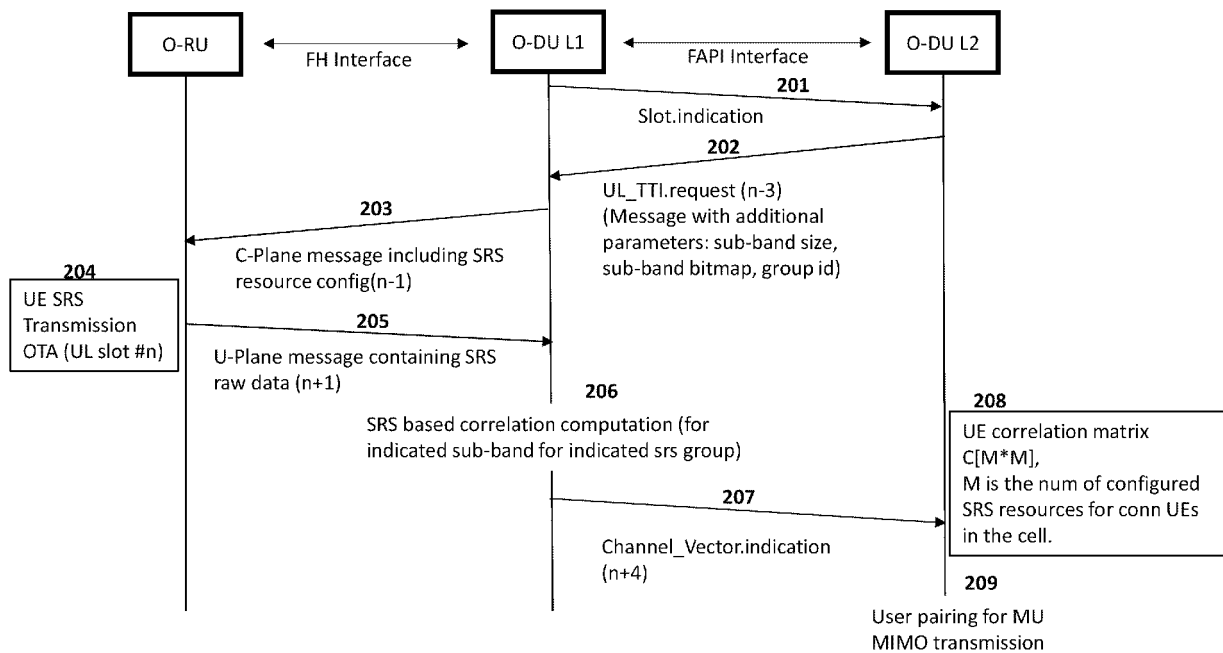 O-RU
FH Interface
O-DU L1
FAPI Interface
O-DU L2
201
Slot.indication
202
UL_TTI.request (n-3)
(Message with additional
parameters: sub-band size,
sub-band bitmap, group id)
203
C-Plane message including SRS
resource config(n-1)
204
UE SRS
Transmission
OTA (UL slot #n)
205
U-Plane message containing SRS
raw data (n+1)
206
SRS based correlation computation (for
indicated sub-band for indicated srs group)
207
Channel_Vector.indication
(n+4)
208
UE correlation matrix
C[M*M],
M is the num of configured
SRS resources for conn UEs
in the cell.
209
User pairing for MU
MIMO transmission